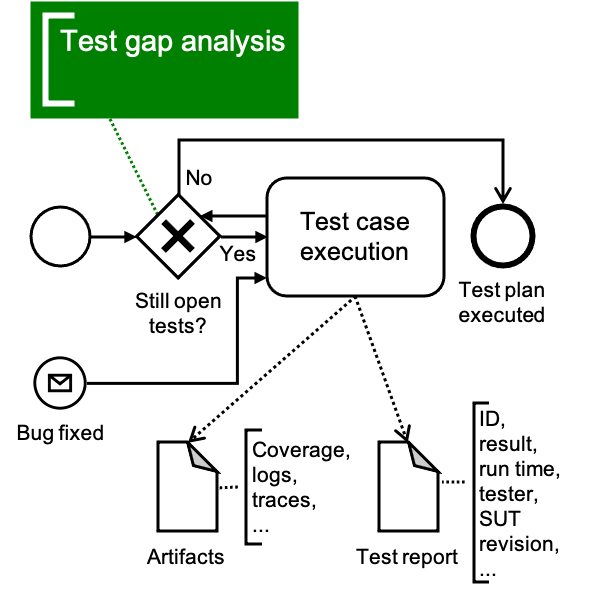 Test gap analysis
No
Test case
execution
Yes
Still open
tests?
Test plan
executed
Bug fixed
Coverage,
logs,
traces,
...
Artifacts
ID,
result,
run time,
tester,
SUT
revision,
...
Test report